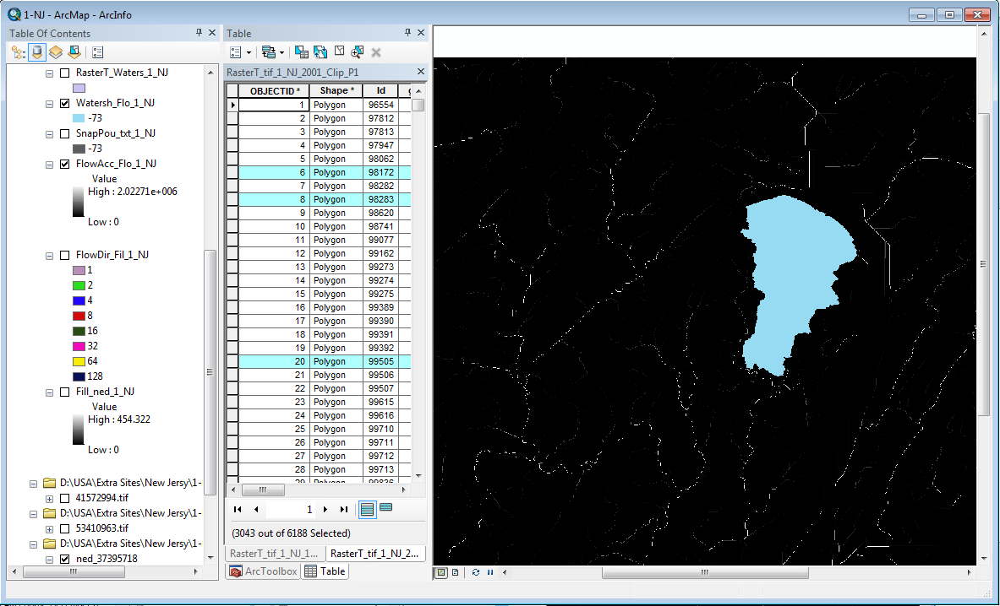 1-NJ - ArcMap - ArcInfo
Table Of Contents
RasterT_Waters_1_NJ
Watersh_Flo_1_NJ
-73
SnapPou_txt_1_NJ
-73
FlowAcc_Flo_1_NJ
Value
High : 2.02271e+006
Low : 0
FlowDir_Fil_1_NJ
1
2
4
8
16
32
64
128
Fill_ned_1_NJ
Value
High : 454.322
Low : 0
D:\USA\Extra Sites\New Jersy\1-
41572994.tif
D:\USA\Extra Sites\New Jersy\1-
53410963.tif
D:\USA\Extra Sites\New Jersy\1-
ned_37395718
Table
RasterT_tif_1_NJ_2001_Clip_P1
OBJECTID * Shape * Id g
1 Polygon 96554
2 Polygon 97812
3 Polygon 97813
4 Polygon 97947
5 Polygon 98062
6 Polygon 98172
7 Polygon 98282
8 Polygon 98283
9 Polygon 98620
10 Polygon 98741
11 Polygon 99077
12 Polygon 99162
13 Polygon 99273
14 Polygon 99274
15 Polygon 99275
16 Polygon 99389
17 Polygon 99390
18 Polygon 99391
19 Polygon 99392
20 Polygon 99505
21 Polygon 99506
22 Polygon 99507
23 Polygon 99615
24 Polygon 99616
25 Polygon 99710
26 Polygon 99711
27 Polygon 99712
28 Polygon 99713
29 Polygon 99836
1
(3043 out of 6188 Selected)
RasterT_tif_1_NJ_1... RasterT_tif_1_NJ_2...
ArcToolbox Table